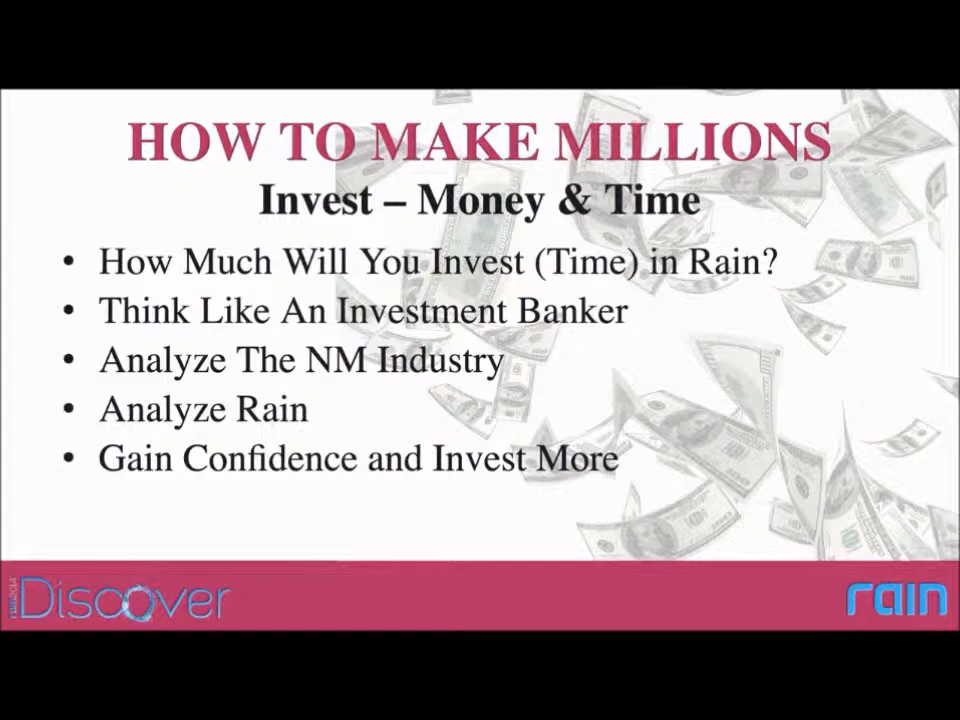 HOW TO MAKE MILLIONS
Invest – Money & Time
• How Much Will You Invest (Time) in Rain?
• Think Like An Investment Banker
• Analyze The NM Industry
• Analyze Rain
• Gain Confidence and Invest More
rain2014 Discover
rain